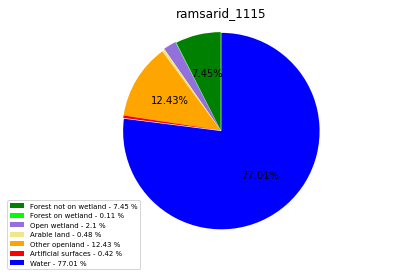 ramsarid_1115
7.45%
12.43%
77.01%
Forest not on wetland - 7.45 %
Forest on wetland - 0.11 %
Open wetland - 2.1 %
Arable land - 0.48 %
Other openland - 12.43 %
Artificial surfaces - 0.42 %
Water - 77.01 %